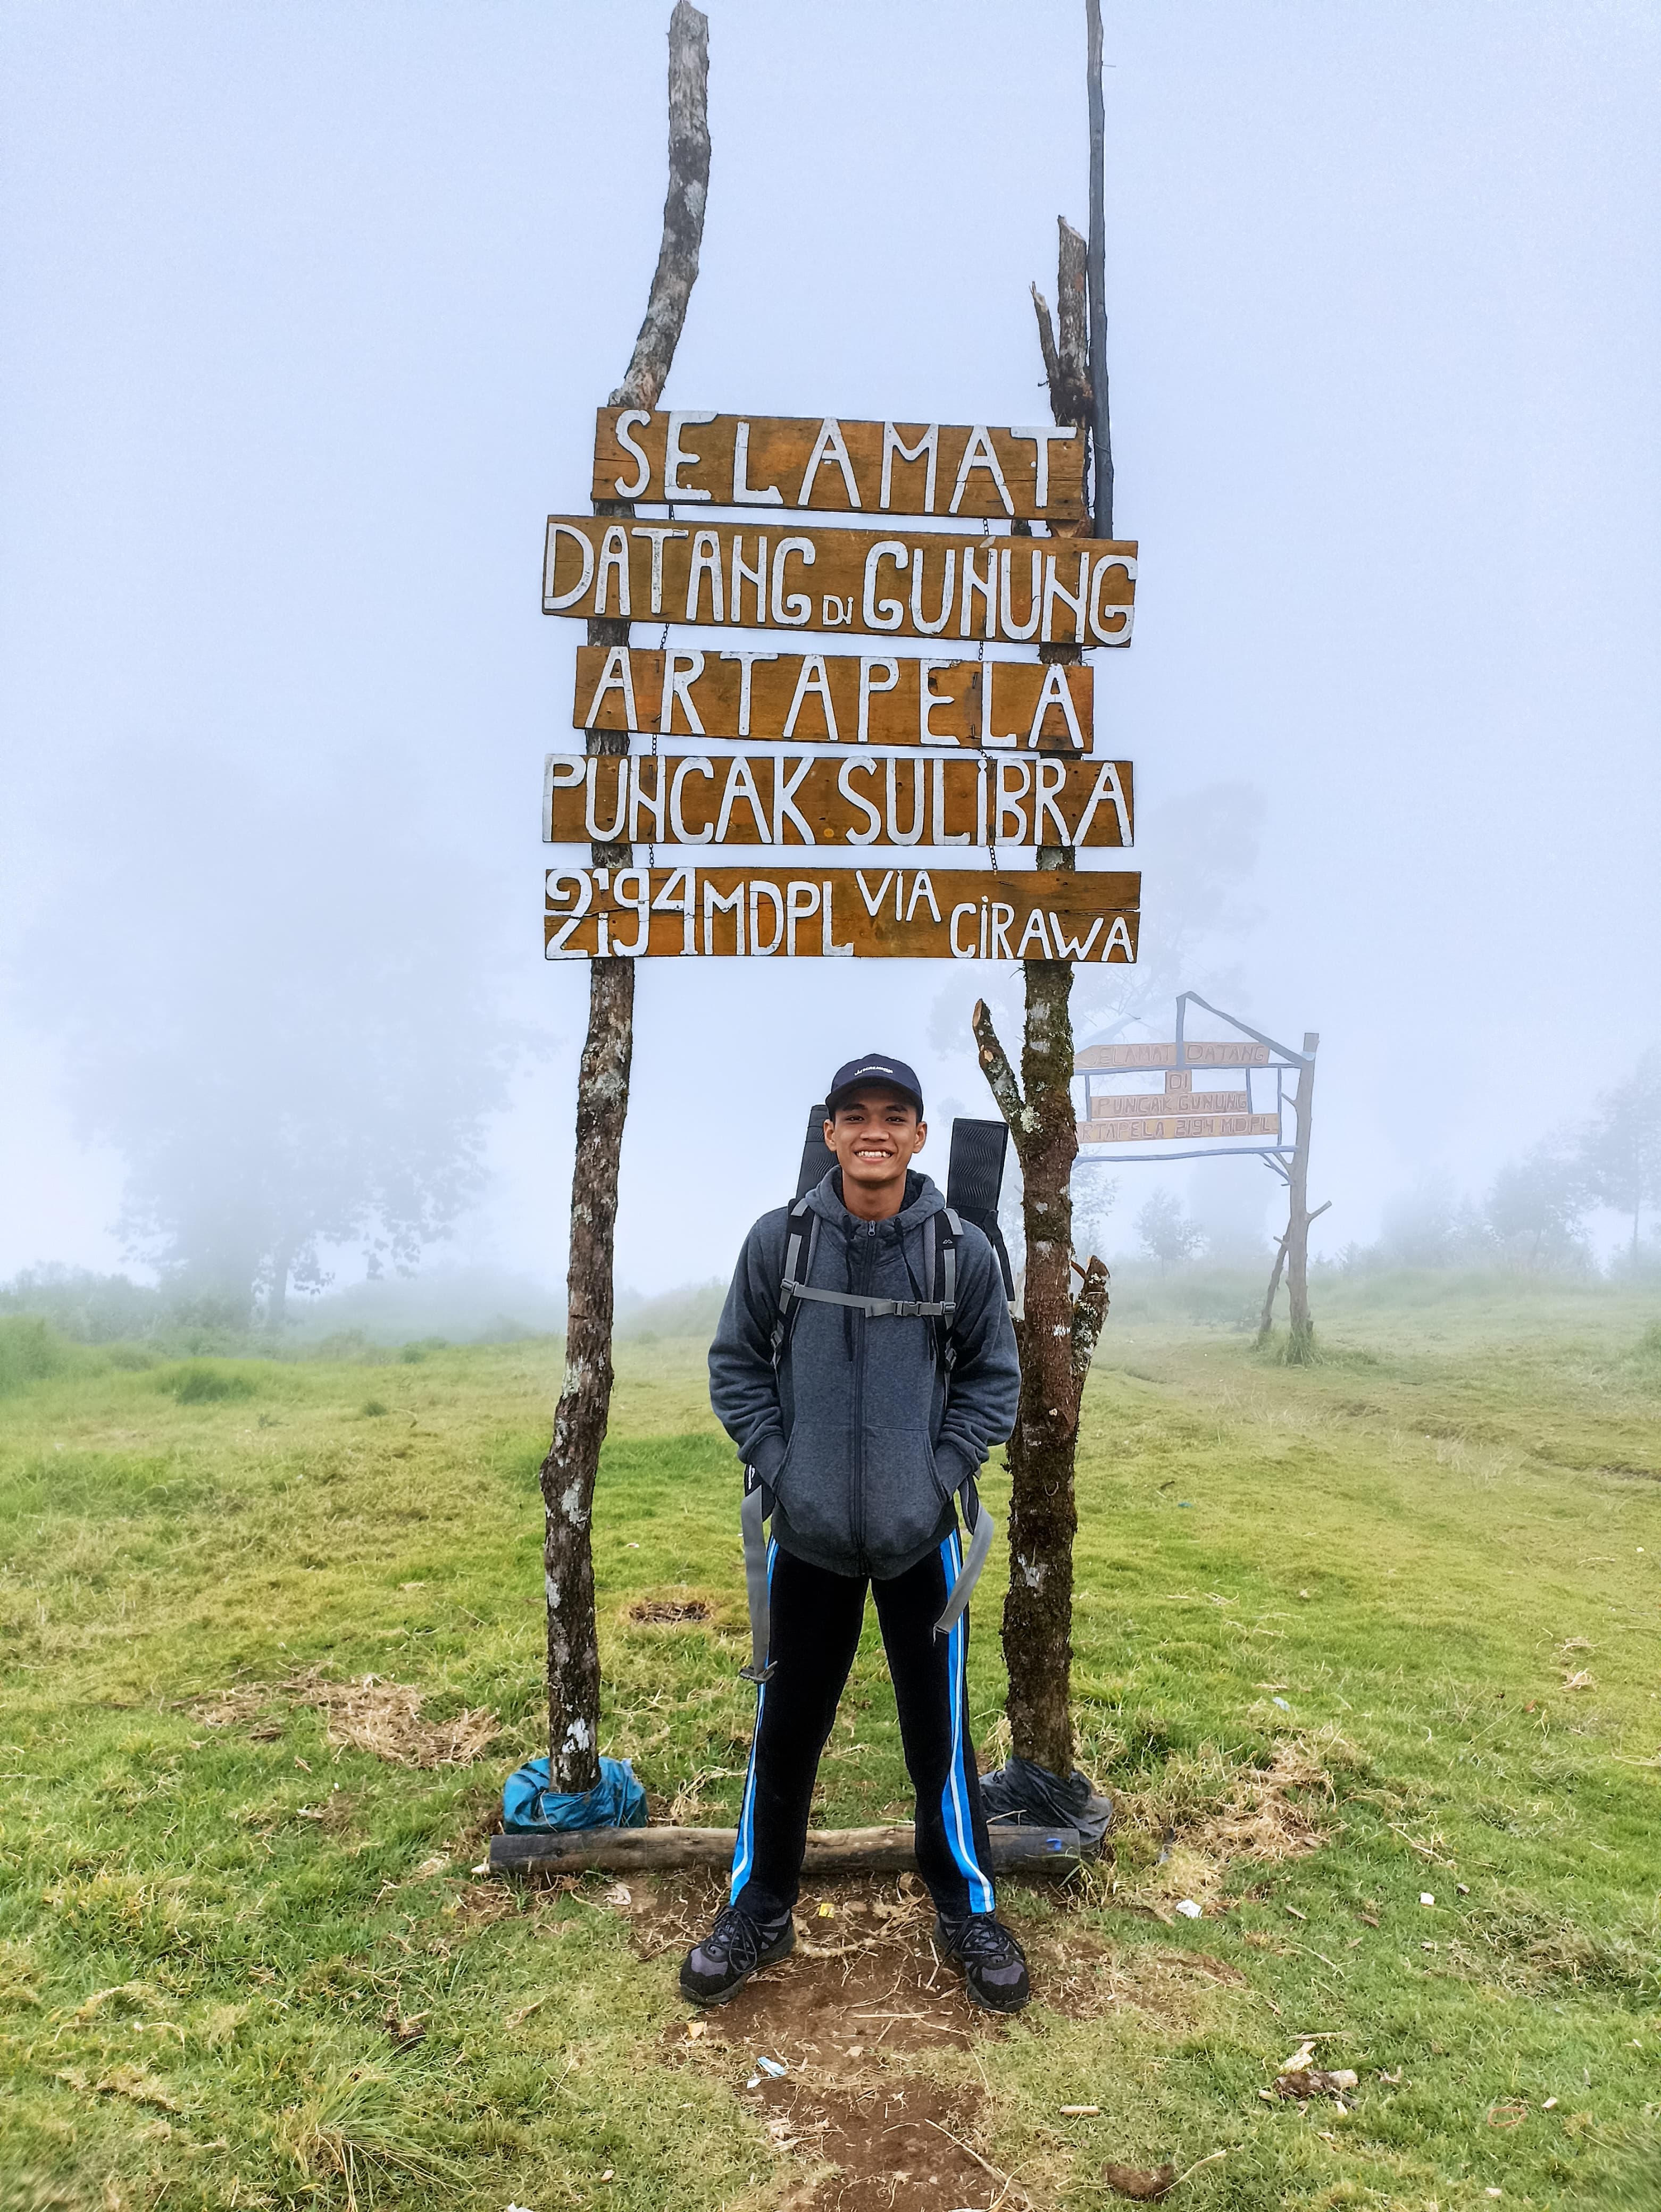 SELAMAT
DATANG Di GUNUNG
ARTAPELA
PUNCAK SULiBRA
2194 MDPL VIA CiRAWA
SELAMAT DATANG
DI
PUNCAK GUNUNG
ARTAPELA 2194 MDPL